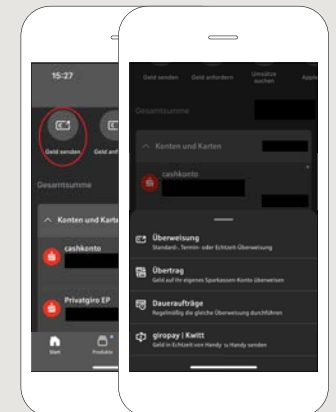 15:27
Geld senden
Geld anf
Gesamtsumme
Konten und Karte
cashkonto
Privatgiro EP
Start
Produkte
Geld senden
Geld anfordern
Umsätze
suchen
Apple
Gesamtsumme
Konten und Karten
cashkonto
Überweisung
Standard-, Termin- oder Echtzeit-Überweisung
Übertrag
Geld auf Ihr eigenes Sparkassen-Konto überweisen
Daueraufträge
Regelmäßig die gleiche Überweisung durchführen
giropay | Kwitt
Geld in Echtzeit von Handy zu Handy senden